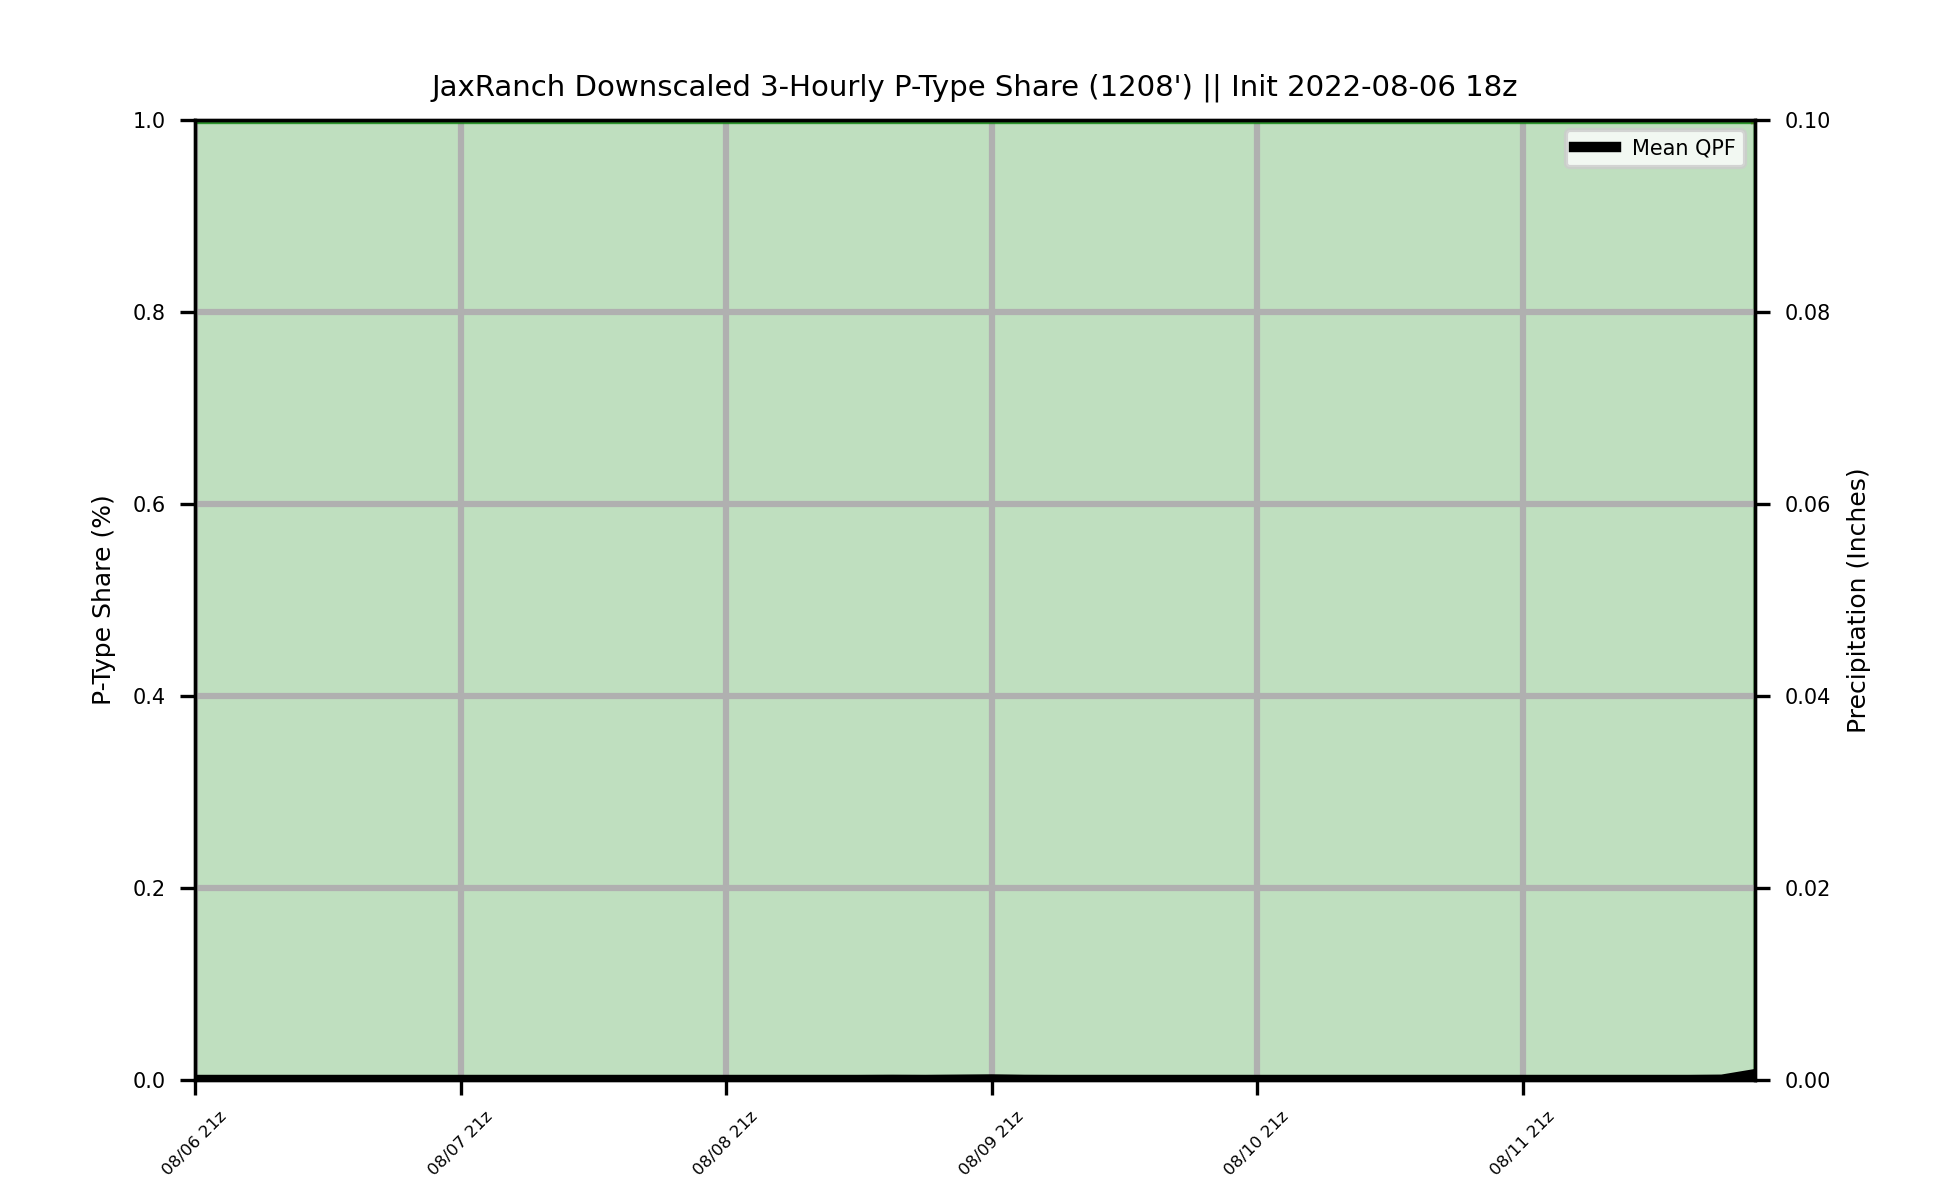 JaxRanch Downscaled 3-Hourly P-Type Share (1208') || Init 2022-08-06 18z
Mean QPF
P-Type Share (%)
1.0
0.8
0.6
0.4
0.2
0.0
Precipitation (Inches)
0.10
0.08
0.06
0.04
0.02
0.00
08/06 21z
08/07 21z
08/08 21z
08/09 21z
08/10 21z
08/11 21z